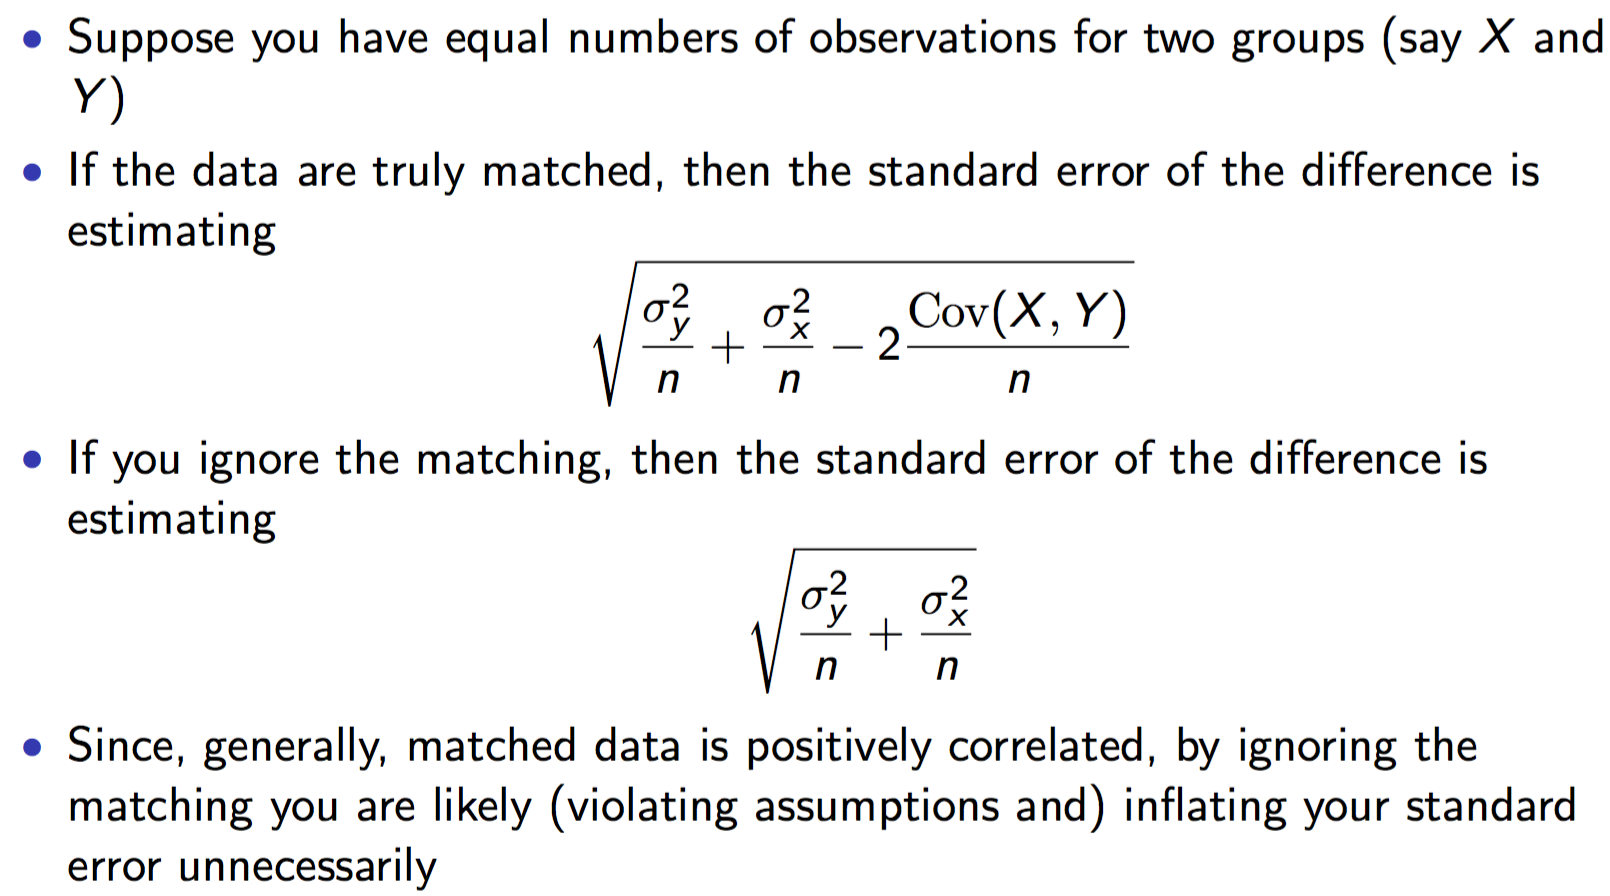 • Suppose you have equal numbers of observations for two groups (say X and
Y)
• If the data are truly matched, then the standard error of the difference is
estimating
$\sqrt{\frac{\sigma_y^2}{n} + \frac{\sigma_x^2}{n} - 2\frac{\mathrm{Cov}(X, Y)}{n}}$
• If you ignore the matching, then the standard error of the difference is
estimating
$\sqrt{\frac{\sigma_y^2}{n} + \frac{\sigma_x^2}{n}}$
• Since, generally, matched data is positively correlated, by ignoring the
matching you are likely (violating assumptions and) inflating your standard
error unnecessarily